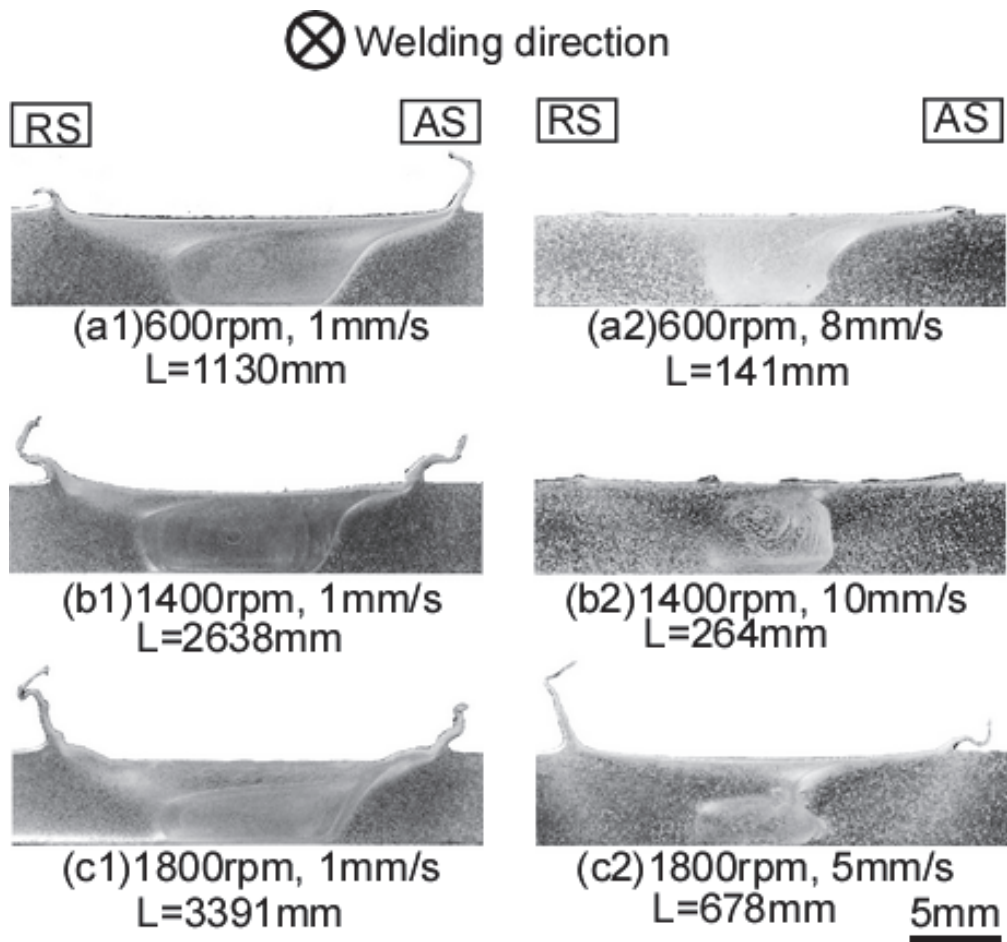 Welding direction
RS AS RS AS
(a1)600rpm, 1mm/s (a2)600rpm, 8mm/s
L=1130mm L=141mm
(b1)1400rpm, 1mm/s (b2)1400rpm, 10mm/s
L=2638mm L=264mm
(c1)1800rpm, 1mm/s (c2)1800rpm, 5mm/s
L=3391mm L=678mm 5mm